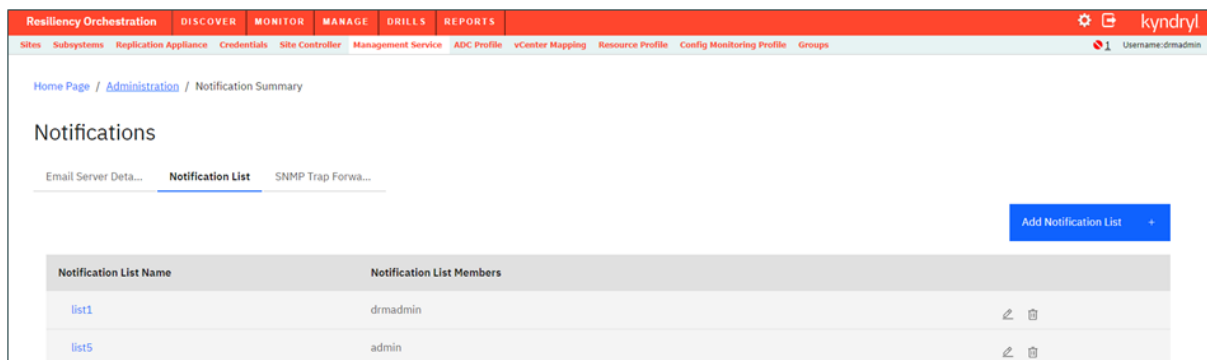 Resiliency Orchestration DISCOVER MONITOR MANAGE DRILLS REPORTS kyndryl
Sites Subsystems Replication Appliance Credentials Site Controller Management Service ADC Profile vCenter Mapping Resource Profile Config Monitoring Profile Groups 1 Username:drmadmin
Home Page / Administration / Notification Summary
Notifications
Email Server Deta... Notification List SNMP Trap Forwa...
Add Notification List +
Notification List Name Notification List Members
list1 drmadmin
list5 admin